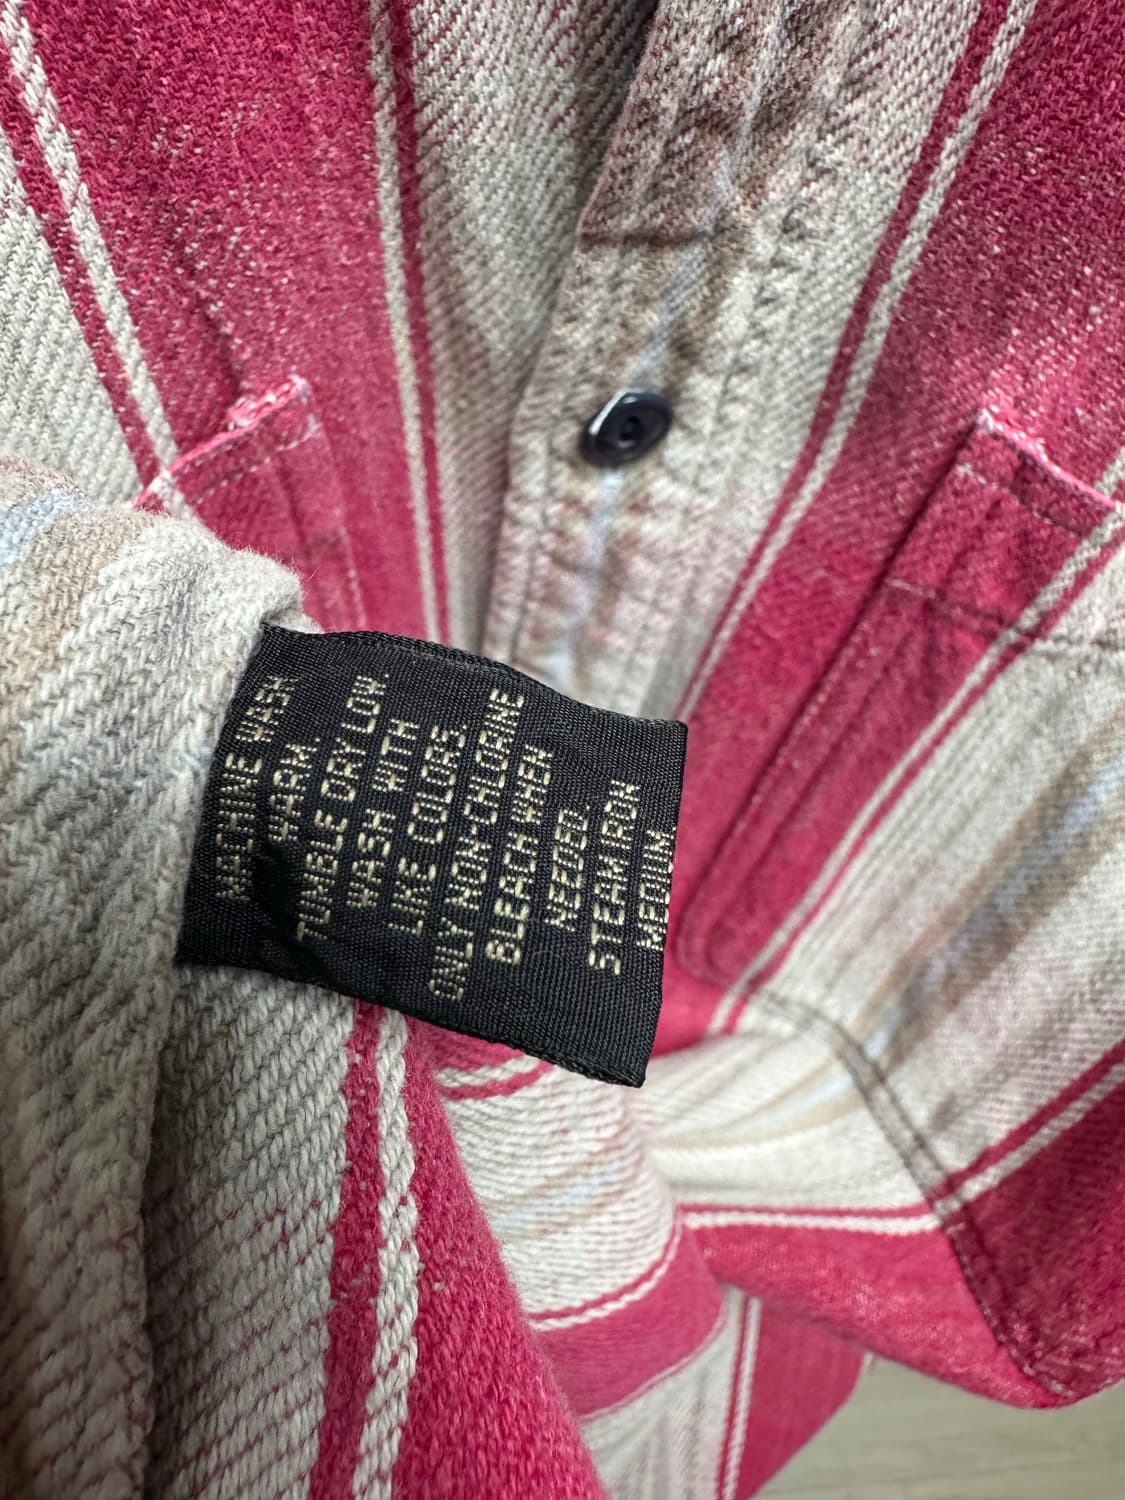 MACHINE WASH
WARM.
TUMBLE DRY LOW.
WASH WITH
LIKE COLORS.
ONLY NON-CHLORINE
BLEACH WHEN
NEEDED.
STEAM IRON
MEDIUM